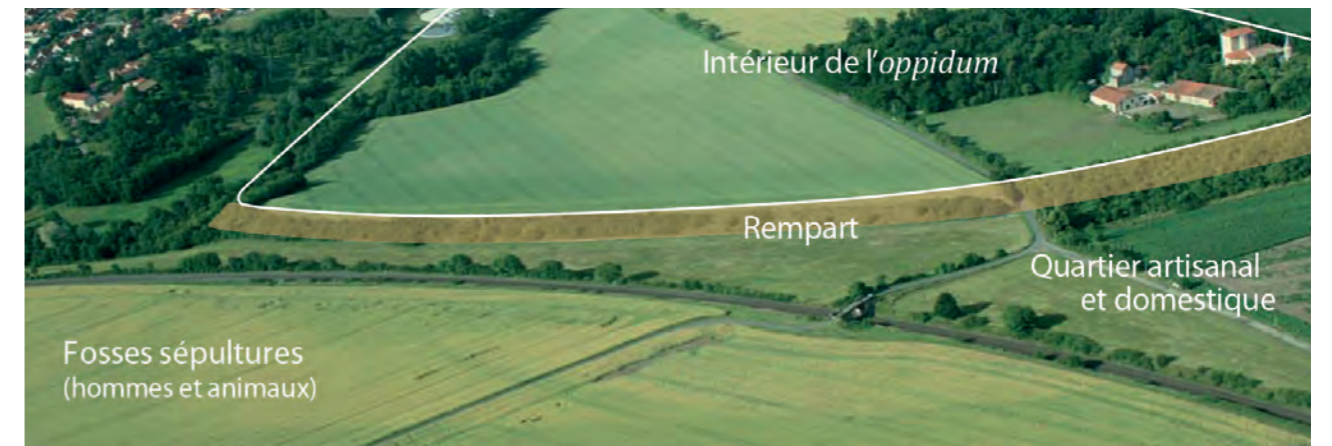 Intérieur de l'oppidum
Rempart
Quartier artisanal
et domestique
Fosses sépultures
(hommes et animaux)